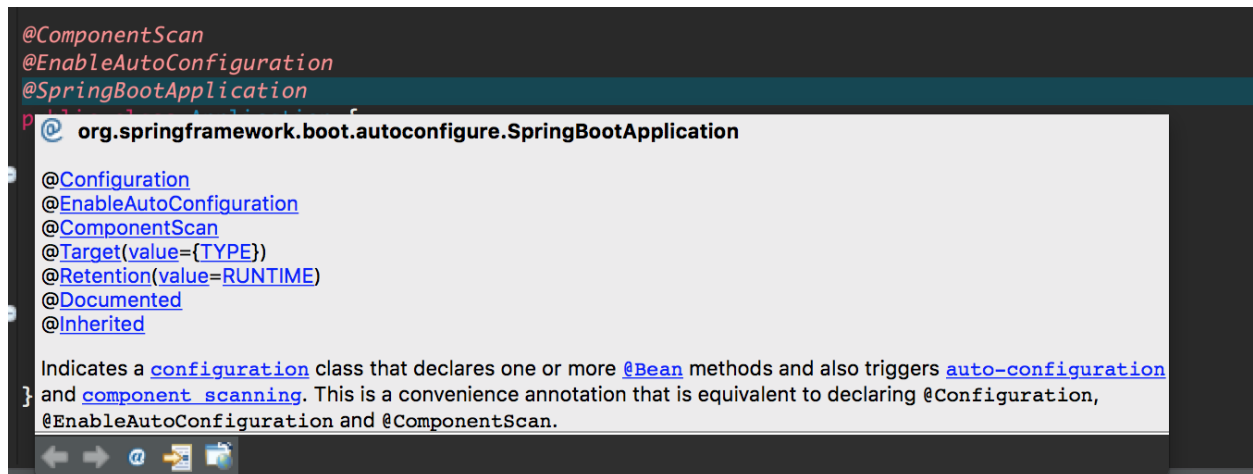 @ComponentScan
@EnableAutoConfiguration
@SpringBootApplication
org.springframework.boot.autoconfigure.SpringBootApplication
@Configuration
@EnableAutoConfiguration
@ComponentScan
@Target(value={TYPE})
@Retention(value=RUNTIME)
@Documented
@Inherited
Indicates a configuration class that declares one or more @Bean methods and also triggers auto-configuration
} and component scanning. This is a convenience annotation that is equivalent to declaring @Configuration,
@EnableAutoConfiguration and @ComponentScan.